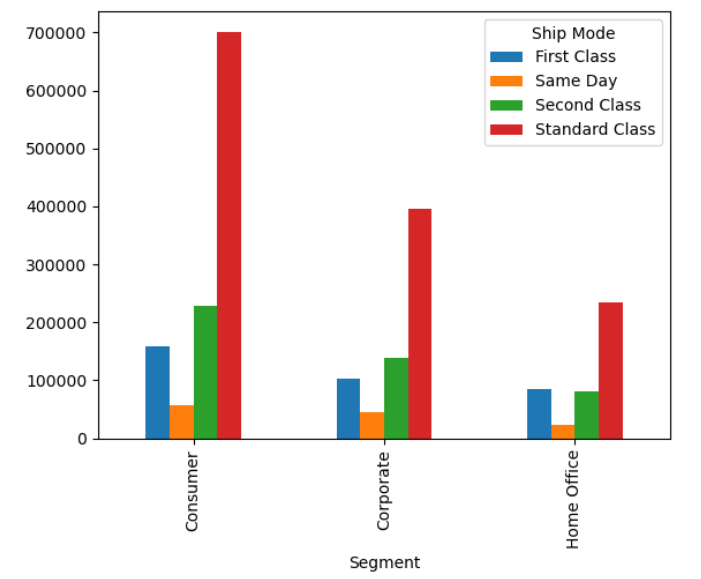 700000
600000
500000
400000
300000
200000
100000
0
Ship Mode
First Class
Same Day
Second Class
Standard Class
Consumer
Corporate
Home Office
Segment